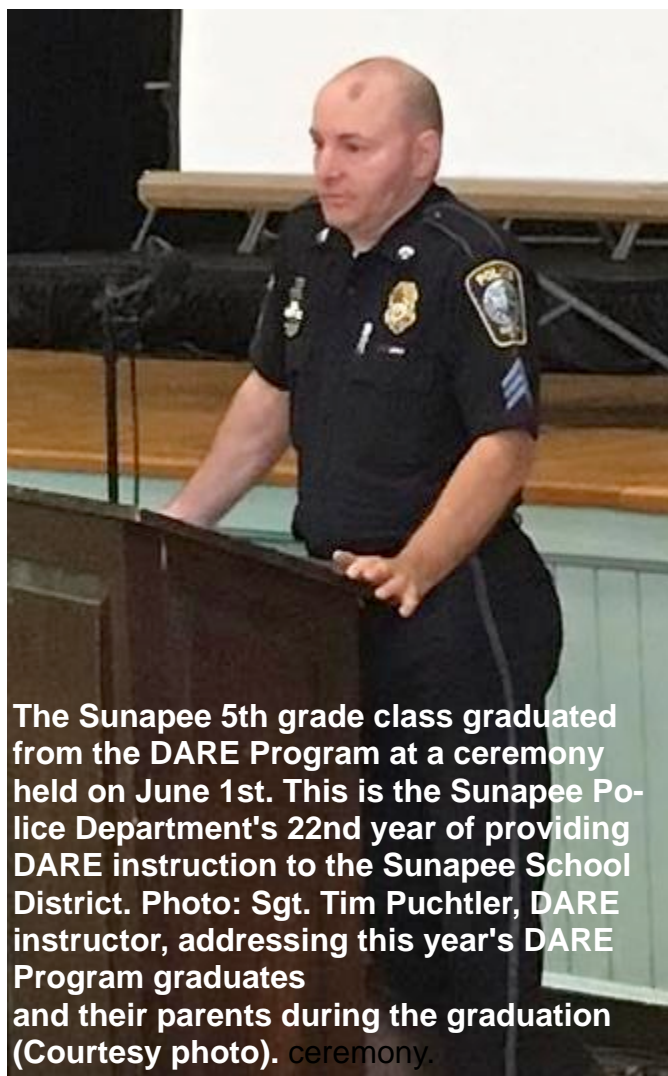 POLICE
The Sunapee 5th grade class graduated
from the DARE Program at a ceremony
held on June 1st. This is the Sunapee Po-
lice Department's 22nd year of providing
DARE instruction to the Sunapee School
District. Photo: Sgt. Tim Puchtler, DARE
instructor, addressing this year's DARE
Program graduates
and their parents during the graduation
(Courtesy photo). ceremony.